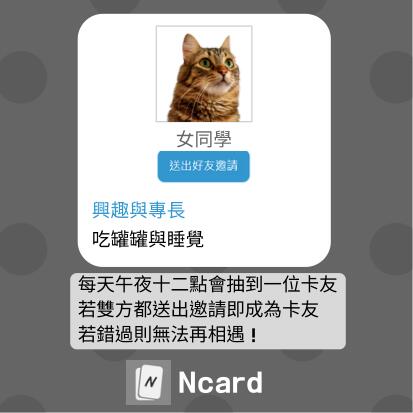 女同學
送出好友邀請
興趣與專長
吃罐罐與睡覺
每天午夜十二點會抽到一位卡友
若雙方都送出邀請即成為卡友
若錯過則無法再相遇！
N Ncard